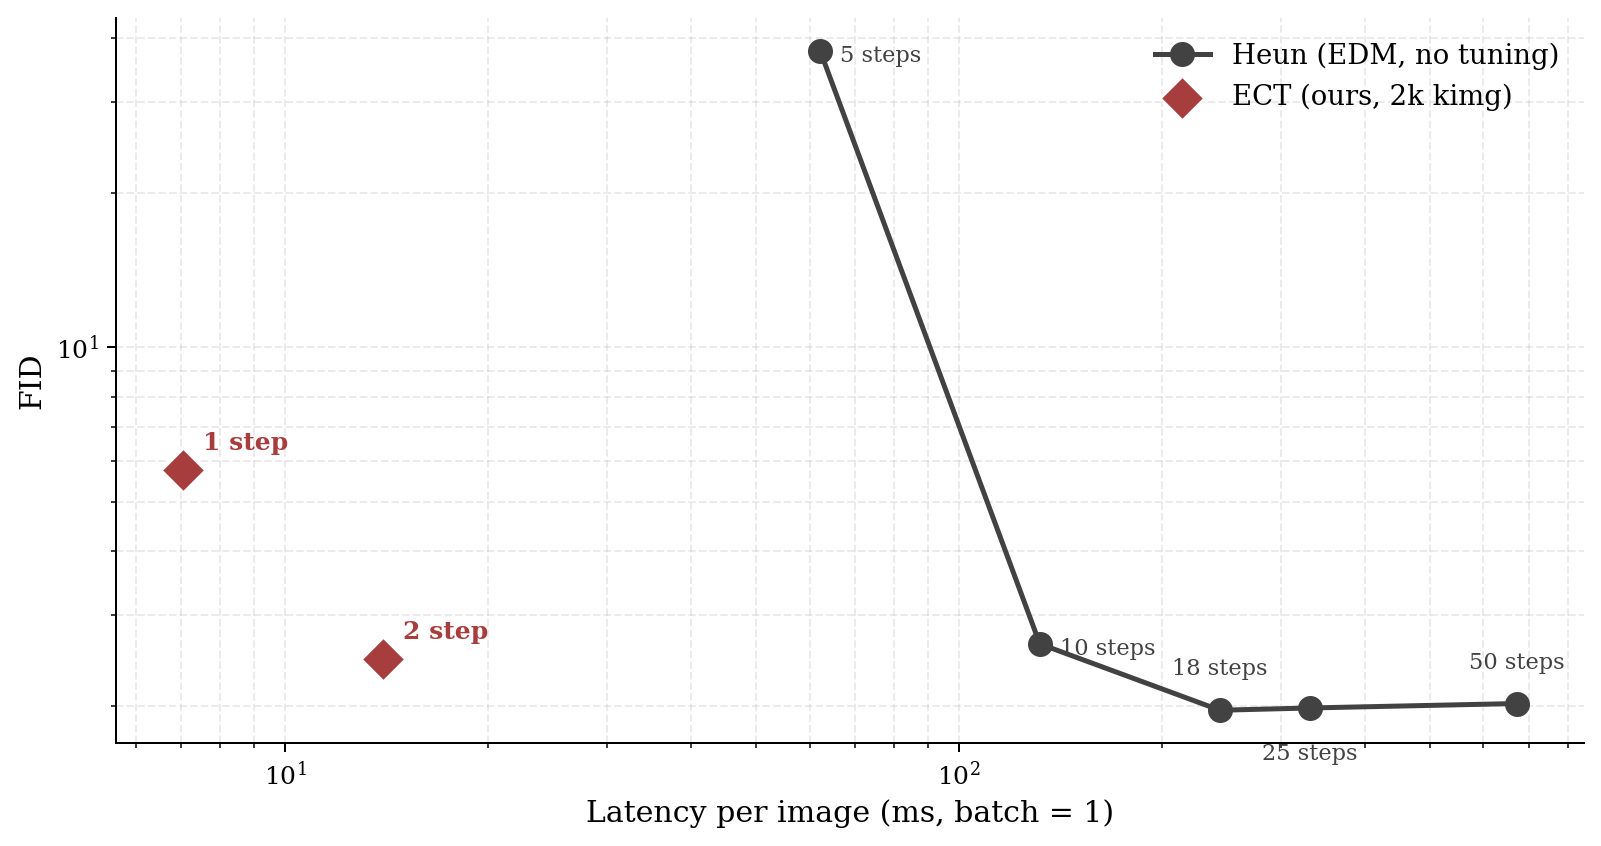 5 steps
Heun (EDM, no tuning)
ECT (ours, 2k kimg)
FID
10¹
1 step
2 step
10 steps
18 steps
50 steps
25 steps
10¹
10²
Latency per image (ms, batch = 1)